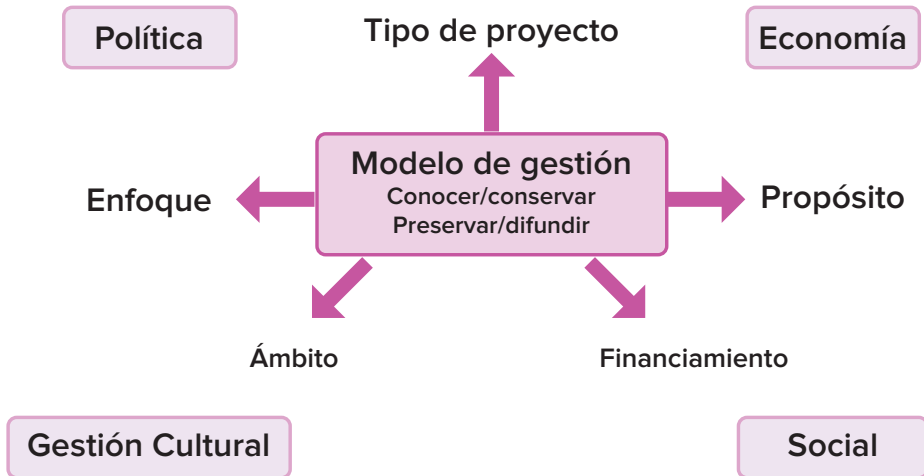 Política
Tipo de proyecto
Economía
Modelo de gestión
Conocer/conservar
Preservar/difundir
Enfoque
Propósito
Ámbito
Financiamiento
Gestión Cultural
Social